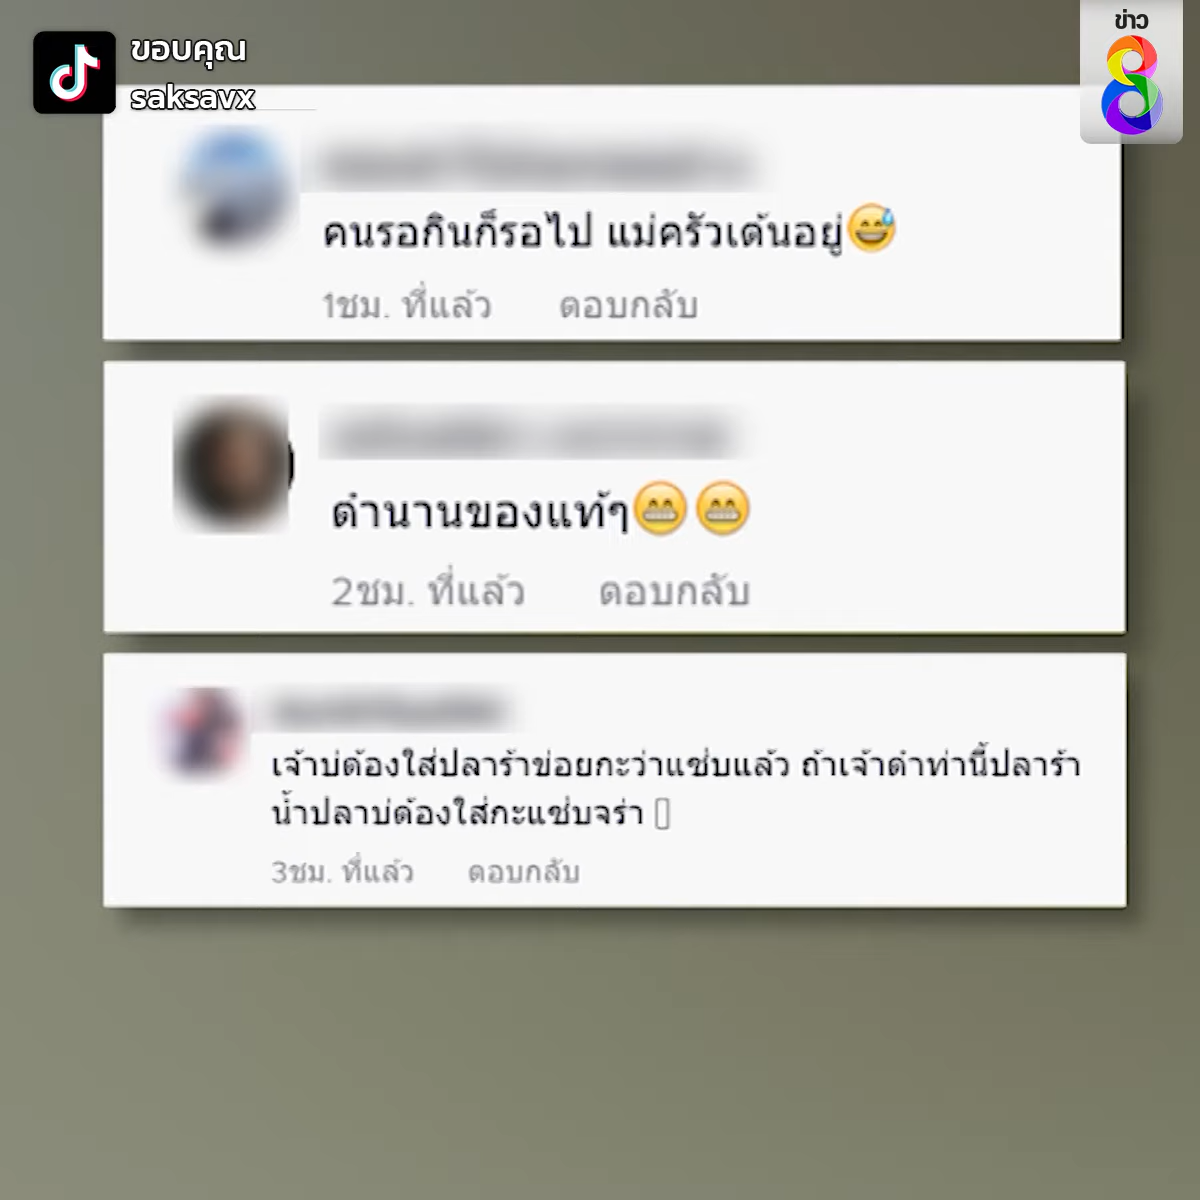 ขอบคุณ
saksavx
ข่าว
8
คนรอกินก็รอไป แม่ครัวเต้นอยู่😅
1ชม. ที่แล้ว ตอบกลับ
ตำนานของแท้ๆ😁😁
2ชม. ที่แล้ว ตอบกลับ
เจ้าบ่ต้องใส่ปลาร้าข่อยกะว่าแซ่บแล้ว ถ้าเจ้าตำท่านี้ปลาร้า
น้ำปลาบ่ต้องใส่กะแซ่บจร่า
3ชม. ที่แล้ว ตอบกลับ